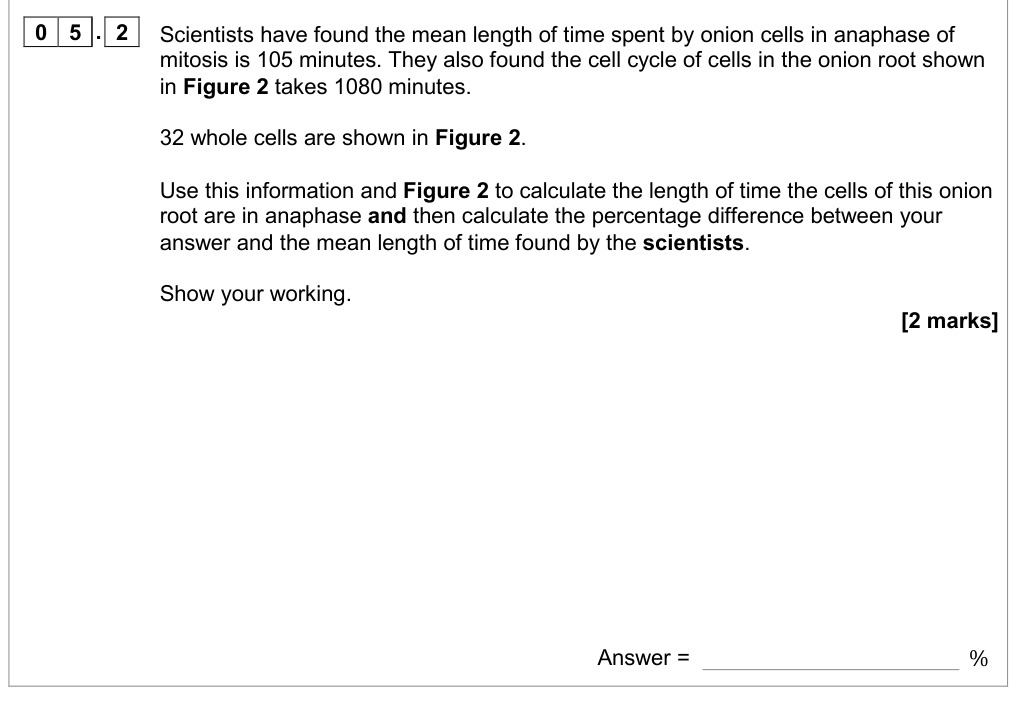 0 5 . 2 Scientists have found the mean length of time spent by onion cells in anaphase of
mitosis is 105 minutes. They also found the cell cycle of cells in the onion root shown
in Figure 2 takes 1080 minutes.
32 whole cells are shown in Figure 2.
Use this information and Figure 2 to calculate the length of time the cells of this onion
root are in anaphase and then calculate the percentage difference between your
answer and the mean length of time found by the scientists.
Show your working.
[2 marks]
Answer = %